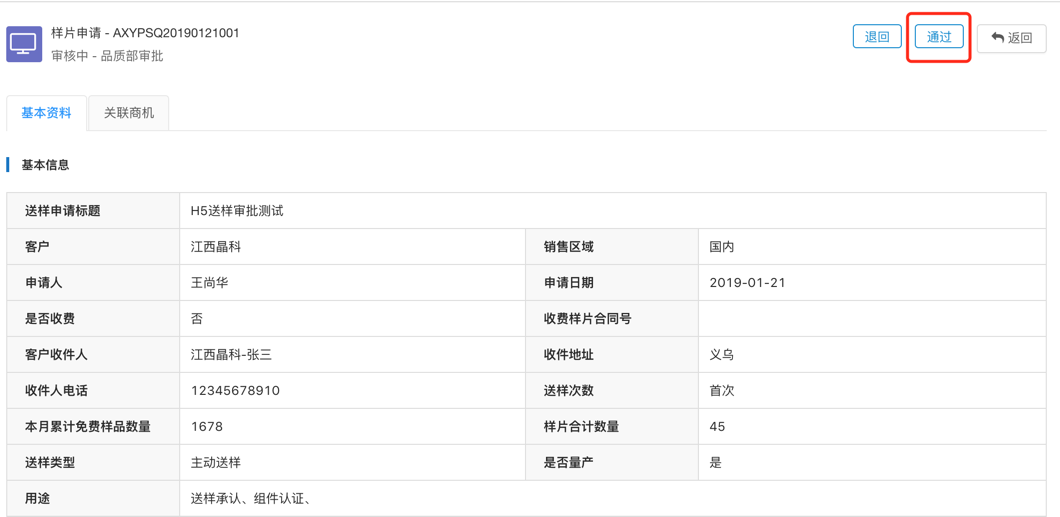 样片申请 - AXYPSQ20190121001
审核中 - 品质部审批
退回 通过 返回
基本资料 关联商机
基本信息
送样申请标题 H5送样审批测试
客户 江西晶科 销售区域 国内
申请人 王尚华 申请日期 2019-01-21
是否收费 否 收费样片合同号
客户收件人 江西晶科-张三 收件地址 义乌
收件人电话 12345678910 送样次数 首次
本月累计免费样品数量 1678 样片合计数量 45
送样类型 主动送样 是否量产 是
用途 送样承认、组件认证、